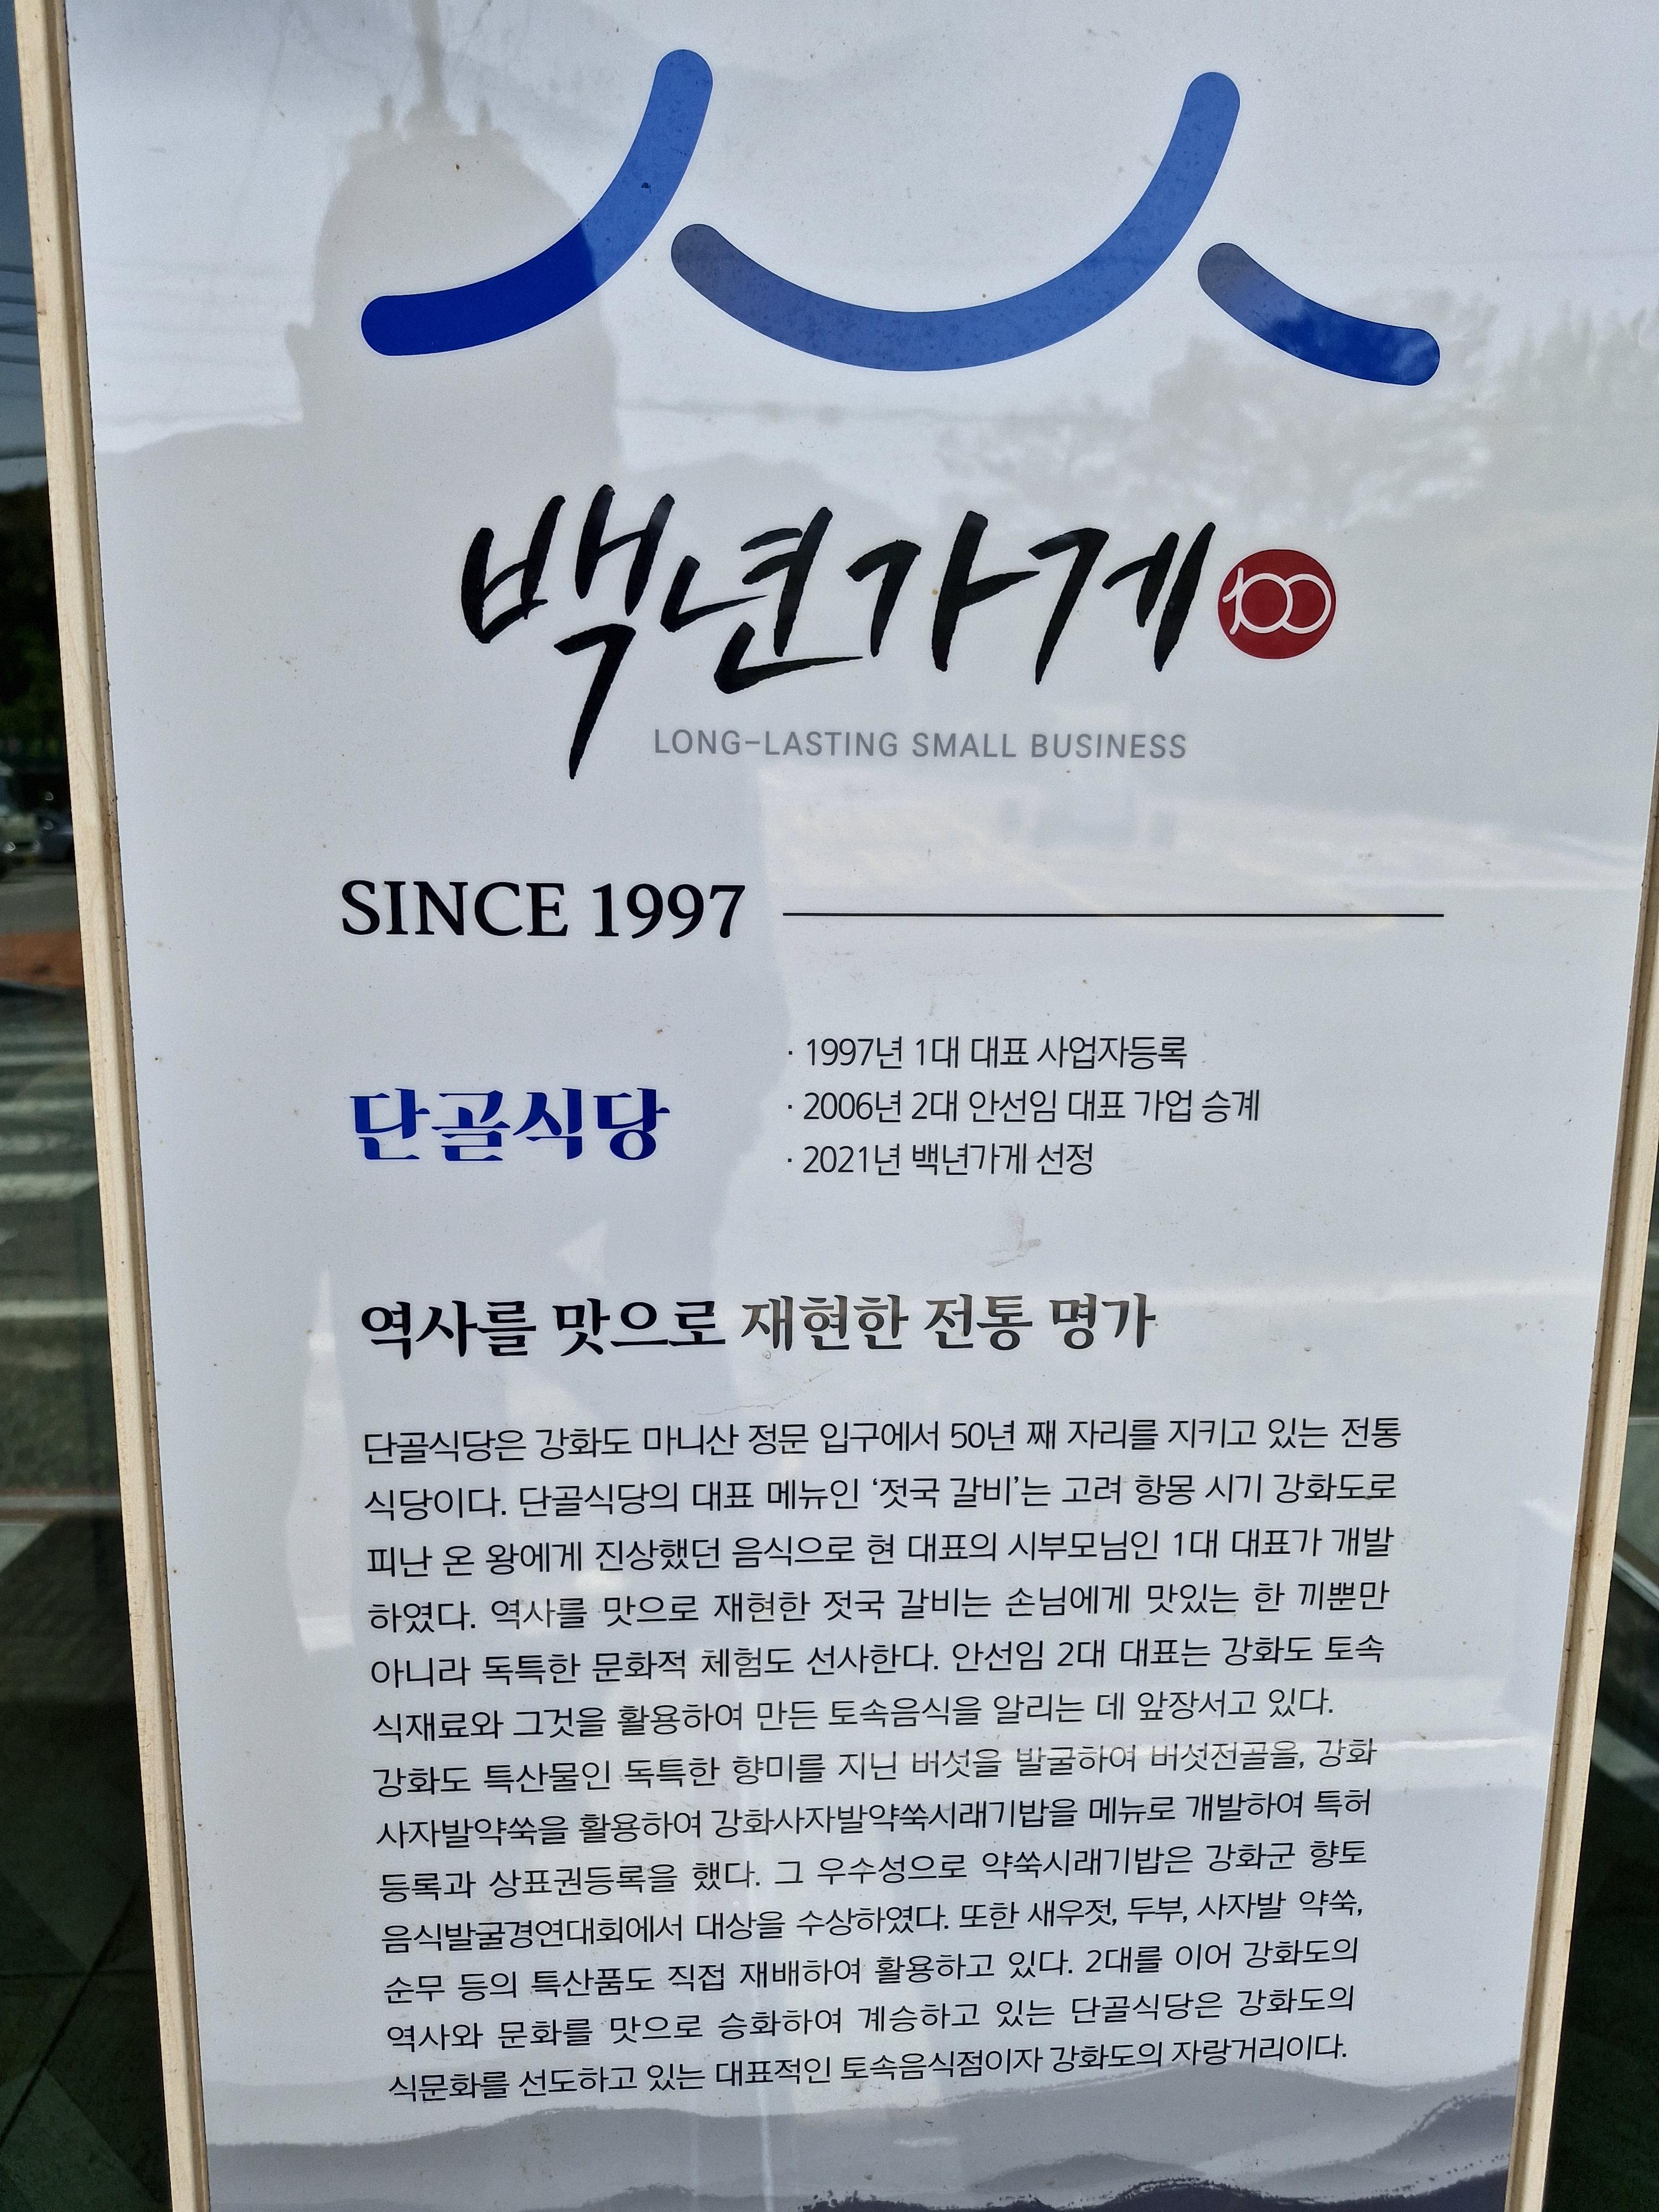 백년가게 100
LONG-LASTING SMALL BUSINESS
SINCE 1997
단골식당
· 1997년 1대 대표 사업자등록
· 2006년 2대 안선임 대표 가업 승계
· 2021년 백년가게 선정
역사를 맛으로 재현한 전통 명가
단골식당은 강화도 마니산 정문 입구에서 50년 째 자리를 지키고 있는 전통
식당이다. 단골식당의 대표 메뉴인 ‘젓국 갈비’는 고려 항몽 시기 강화도로
피난 온 왕에게 진상했던 음식으로 현 대표의 시부모님인 1대 대표가 개발
하였다. 역사를 맛으로 재현한 젓국 갈비는 손님에게 맛있는 한 끼뿐만
아니라 독특한 문화적 체험도 선사한다. 안선임 2대 대표는 강화도 토속
식재료와 그것을 활용하여 만든 토속음식을 알리는 데 앞장서고 있다.
강화도 특산물인 독특한 향미를 지닌 버섯을 발굴하여 버섯전골을, 강화
사자발약쑥을 활용하여 강화사자발약쑥시래기밥을 메뉴로 개발하여 특허
등록과 상표권등록을 했다. 그 우수성으로 약쑥시래기밥은 강화군 향토
음식발굴경연대회에서 대상을 수상하였다. 또한 새우젓, 두부, 사자발 약쑥,
순무 등의 특산품도 직접 재배하여 활용하고 있다. 2대를 이어 강화도의
역사와 문화를 맛으로 승화하여 계승하고 있는 단골식당은 강화도의
식문화를 선도하고 있는 대표적인 토속음식점이자 강화도의 자랑거리이다.